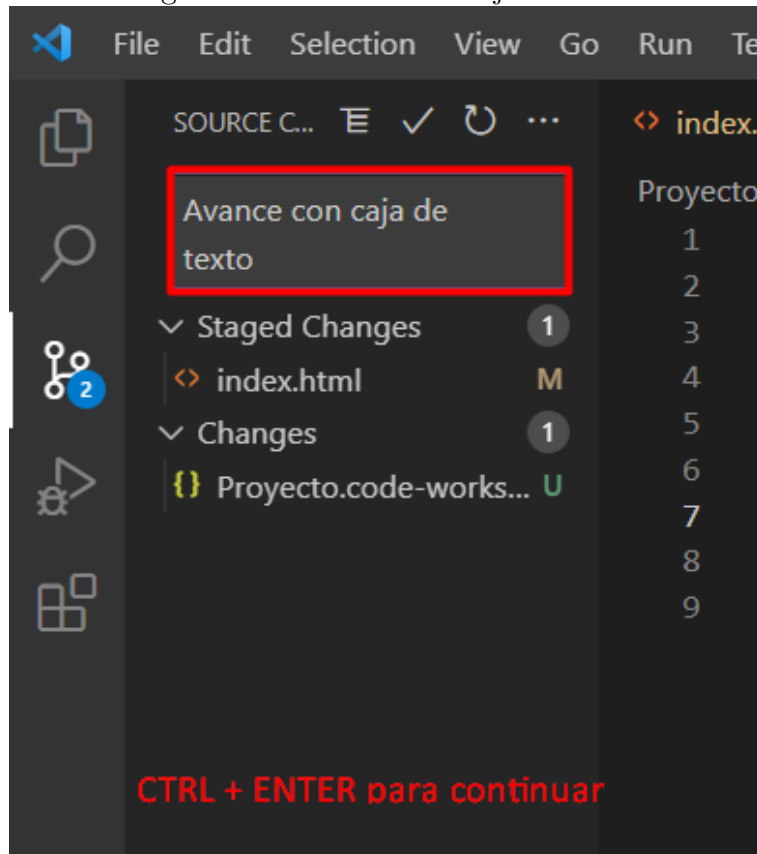 File Edit Selection View Go Run Te
SOURCE C... ···
Avance con caja de
texto
Staged Changes 1
<> index.html M
Changes 1
{} Proyecto.code-works... U
2
<> index.
Proyecto
1
2
3
4
5
6
7
8
9
CTRL + ENTER para continuar